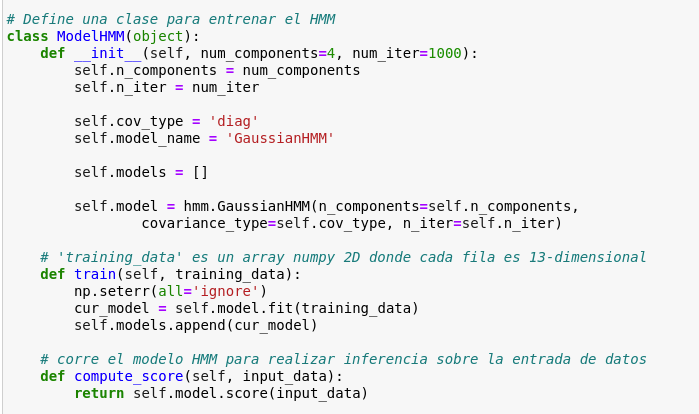 # Define una clase para entrenar el HMM
class ModelHMM(object):
    def __init__(self, num_components=4, num_iter=1000):
        self.n_components = num_components
        self.n_iter = num_iter

        self.cov_type = 'diag'
        self.model_name = 'GaussianHMM'

        self.models = []

        self.model = hmm.GaussianHMM(n_components=self.n_components,
                covariance_type=self.cov_type, n_iter=self.n_iter)

    # 'training_data' es un array numpy 2D donde cada fila es 13-dimensional
    def train(self, training_data):
        np.seterr(all='ignore')
        cur_model = self.model.fit(training_data)
        self.models.append(cur_model)

    # corre el modelo HMM para realizar inferencia sobre la entrada de datos
    def compute_score(self, input_data):
        return self.model.score(input_data)